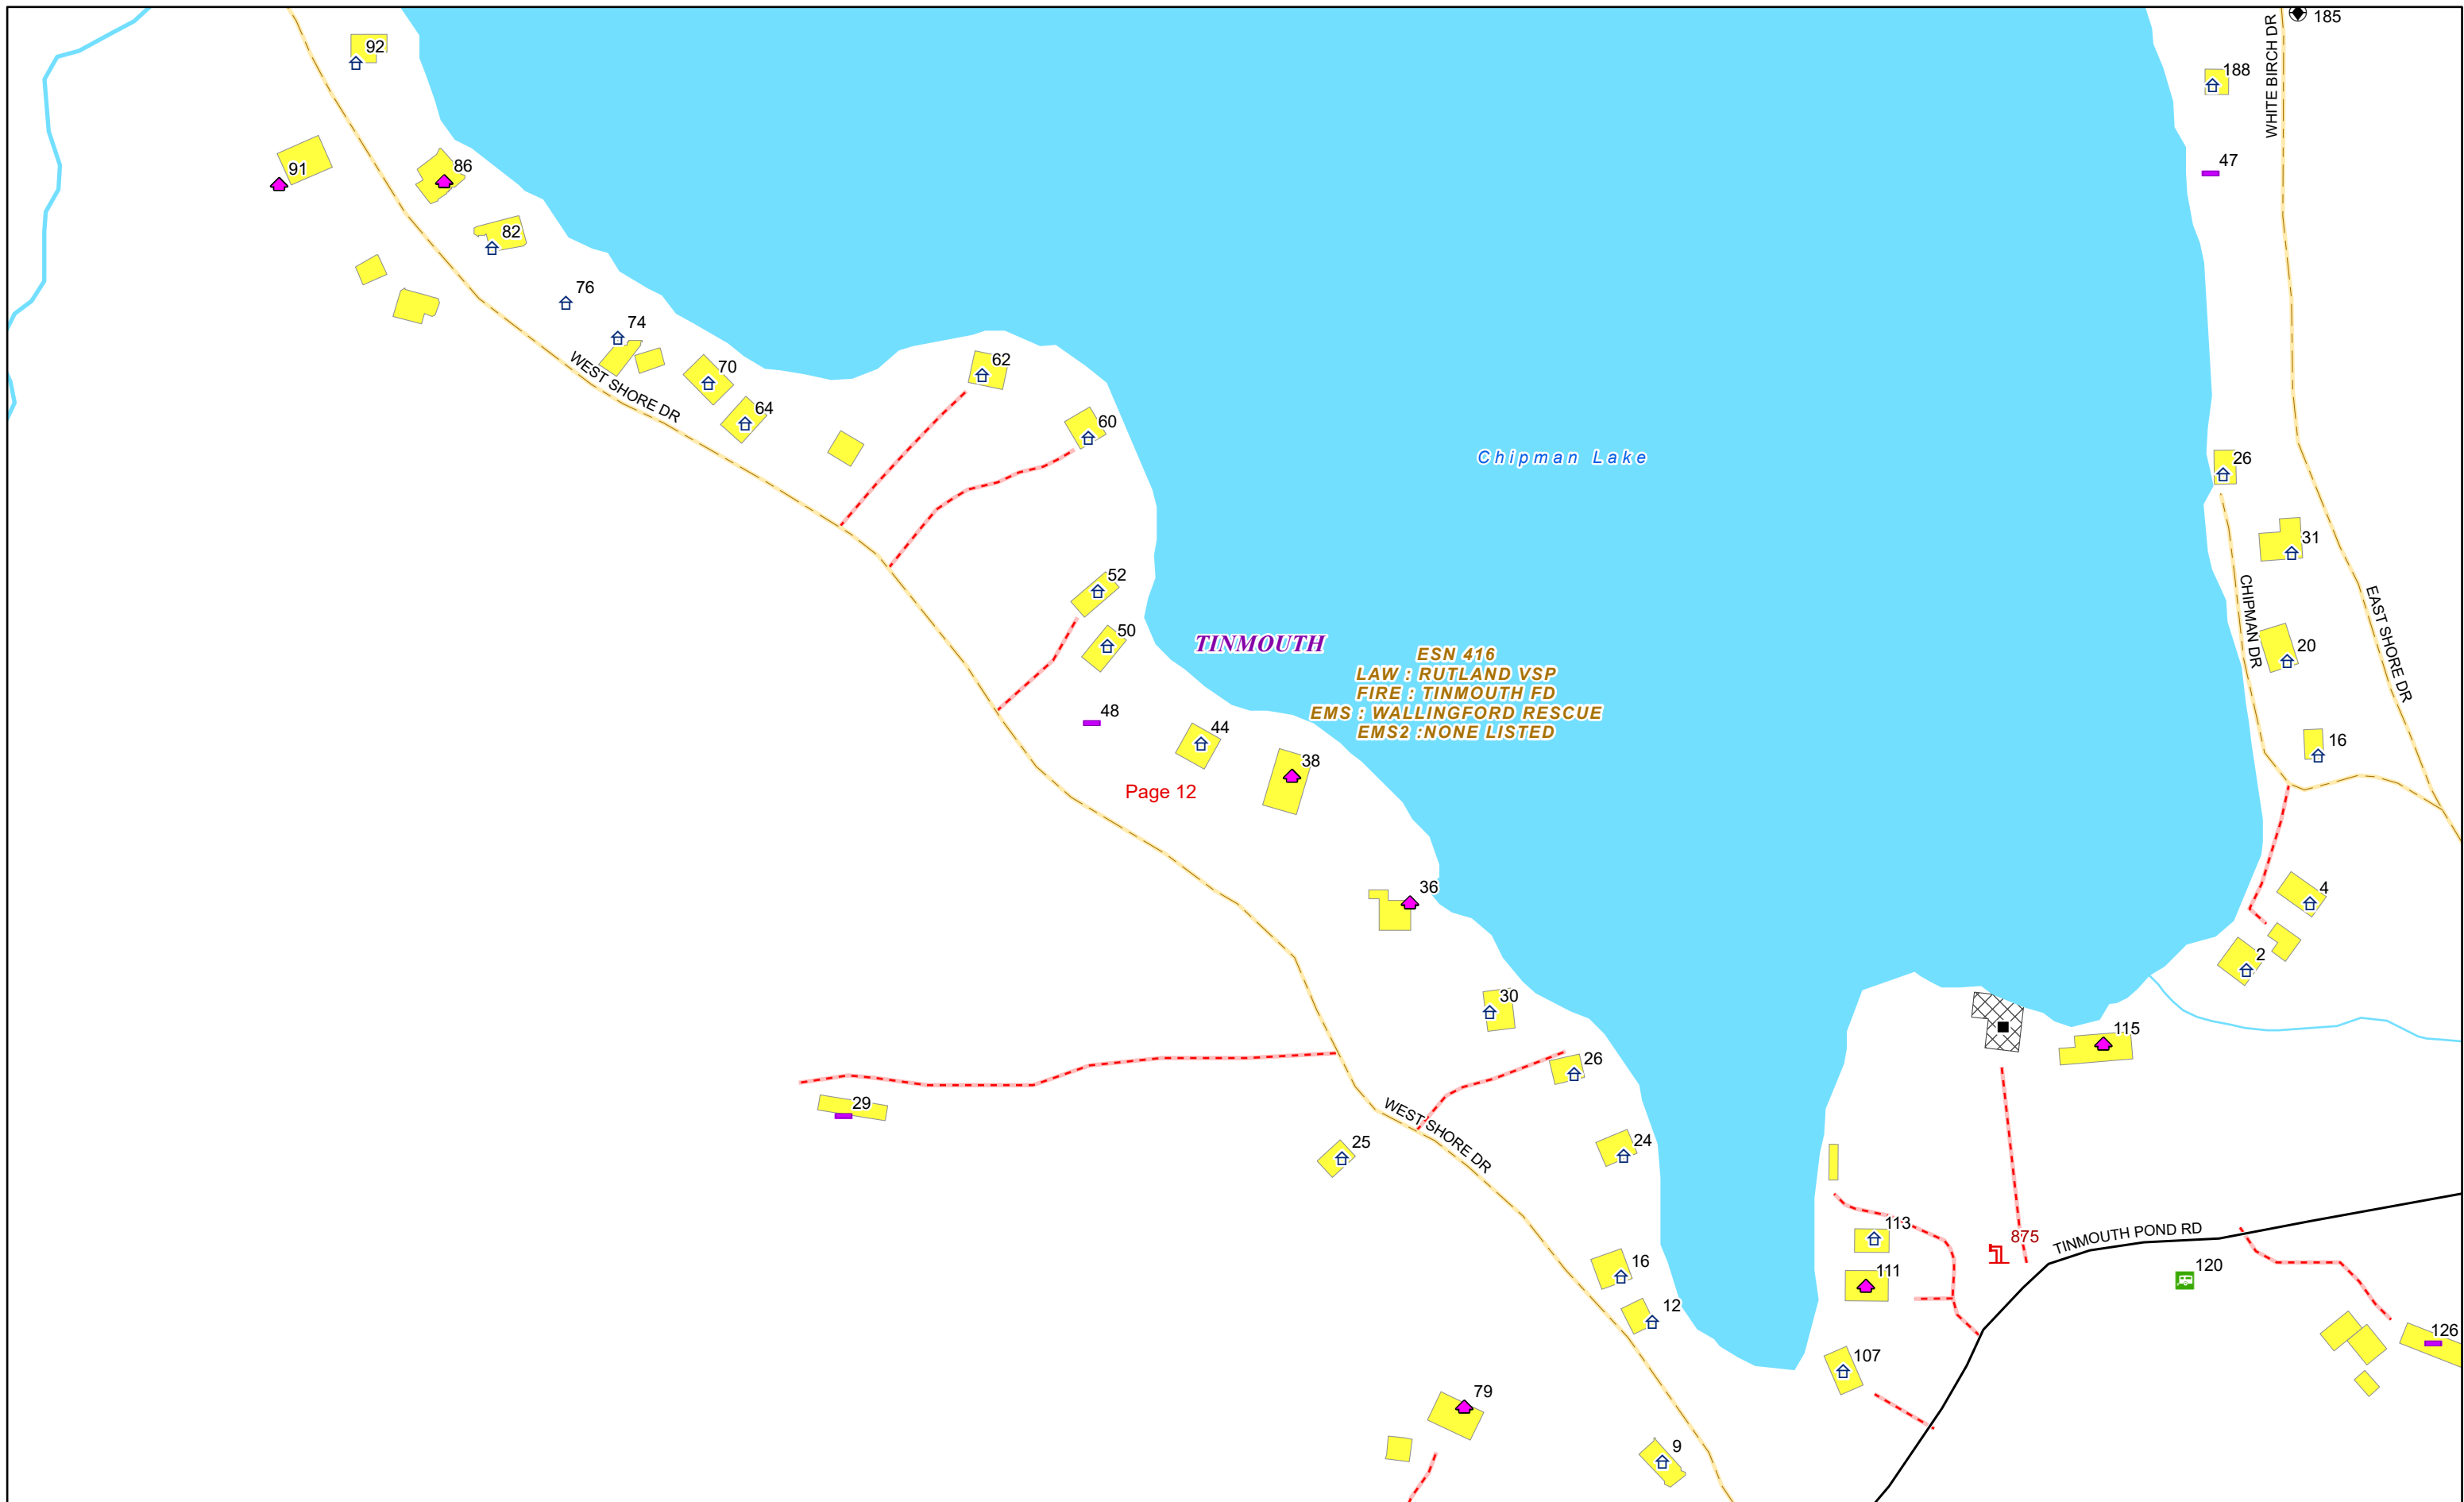 185
92
WHITE BIRCH DR
188
47
91
86
82
76
74
70
WEST SHORE DR
62
64
60
Chipman Lake
26
31
52
CHIPMAN DR
EAST SHORE DR
50
TINMOUTH
20
ESN 416
LAW : RUTLAND VSP
FIRE : TINMOUTH FD
EMS : WALLINGFORD RESCUE
EMS2 :NONE LISTED
48
44
16
38
Page 12
36
4
2
30
115
26
29
WEST SHORE DR
25
24
113
875
TINMOUTH POND RD
16
111
120
12
126
107
79
9